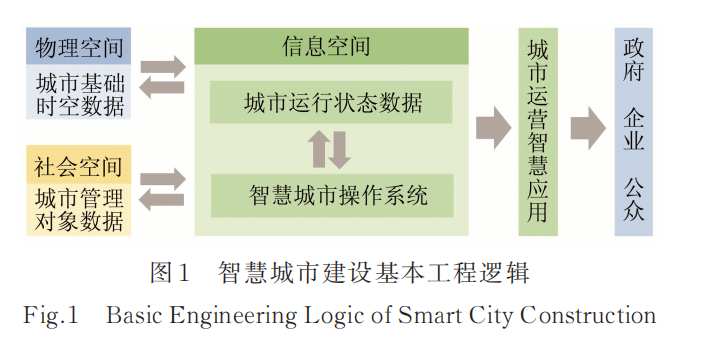 物理空间
城市基础
时空数据
社会空间
城市管理
对象数据
信息空间
城市运行状态数据
智慧城市操作系统
城市运营智慧应用
政府 企业 公众
图1 智慧城市建设基本工程逻辑
Fig.1 Basic Engineering Logic of Smart City Construction